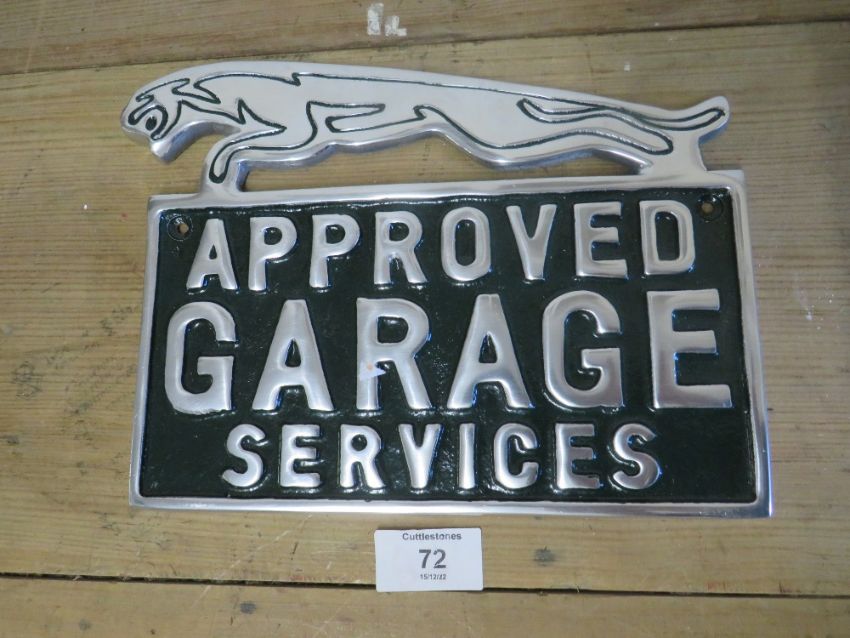 APPROVED
GARAGE
SERVICES
Cuttlestones
72
15/12/22